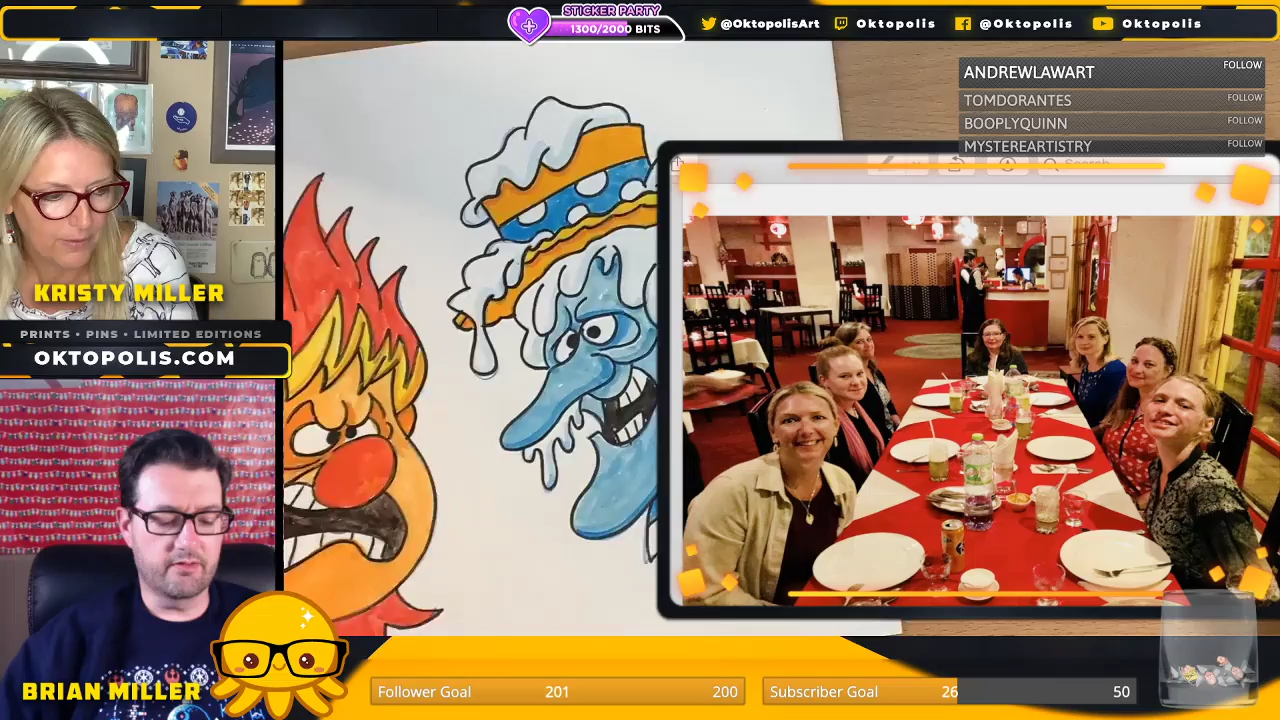 STICKER PARTY
1300/2000 BITS
@OktopolisArt
Oktopolis
@Oktopolis
Oktopolis
ANDREWLAWART FOLLOW
TOMDORANTES FOLLOW
BOOPLYQUINN FOLLOW
MYSTEREARTISTRY FOLLOW
Search
KRISTY MILLER
PRINTS • PINS • LIMITED EDITIONS
OKTOPOLIS.COM
BRIAN MILLER
Follower Goal 201 200
Subscriber Goal 26 50